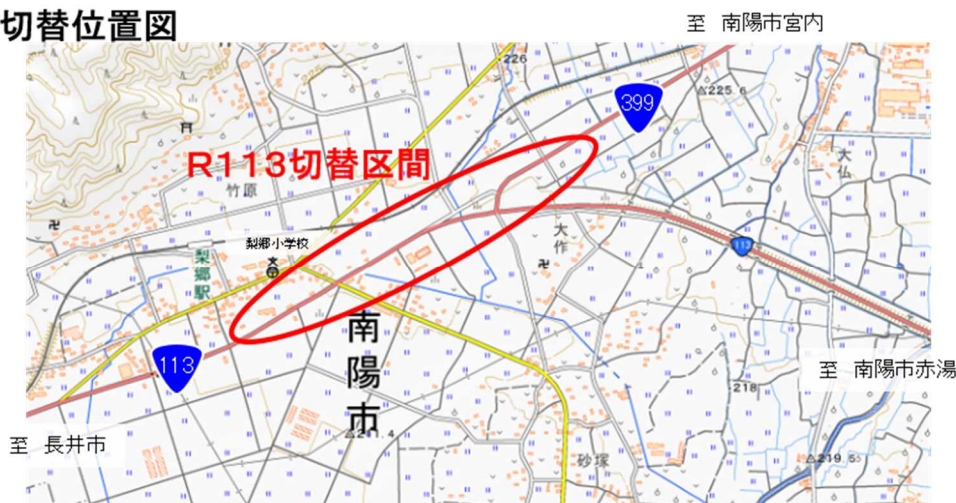 切替位置図
至 南陽市宮内
226
399
225.6
R113切替区間
大仏
竹原
梨郷小学校
大作
梨郷駅
文
113
南陽市
113
至 南陽市赤湯
218
至 長井市
砂塚
219.5